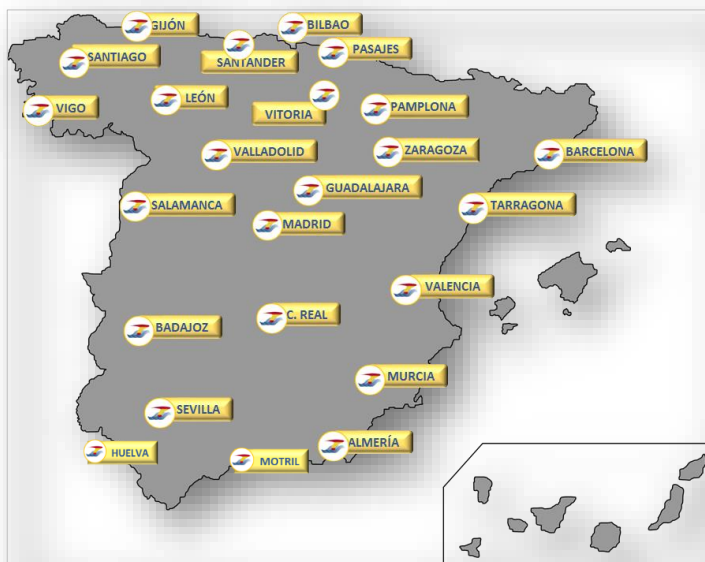 GIJÓN
BILBAO
SANTIAGO
SANTANDER
PASAJES
VIGO
LEÓN
VITORIA
PAMPLONA
VALLADOLID
ZARAGOZA
BARCELONA
GUADALAJARA
SALAMANCA
MADRID
TARRAGONA
VALENCIA
BADAJOZ
C. REAL
MURCIA
SEVILLA
HUELVA
MOTRIL
ALMERÍA